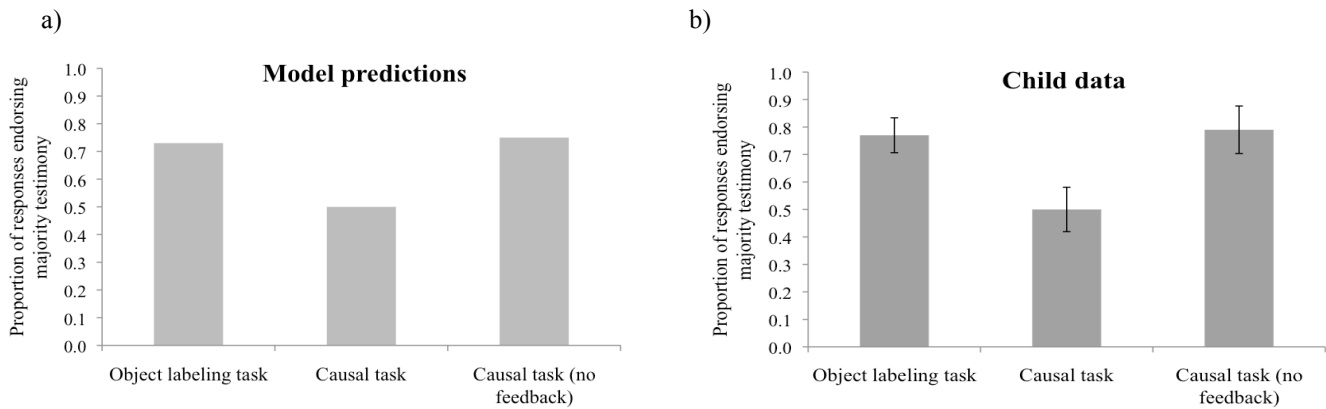 a)
Model predictions
Proportion of responses endorsing
majority testimony
1.0
0.9
0.8
0.7
0.6
0.5
0.4
0.3
0.2
0.1
0.0
Object labeling task
Causal task
Causal task (no
feedback)
b)
Child data
Proportion of responses endorsing
majority testimony
1.0
0.9
0.8
0.7
0.6
0.5
0.4
0.3
0.2
0.1
0.0
Object labeling task
Causal task
Causal task (no
feedback)